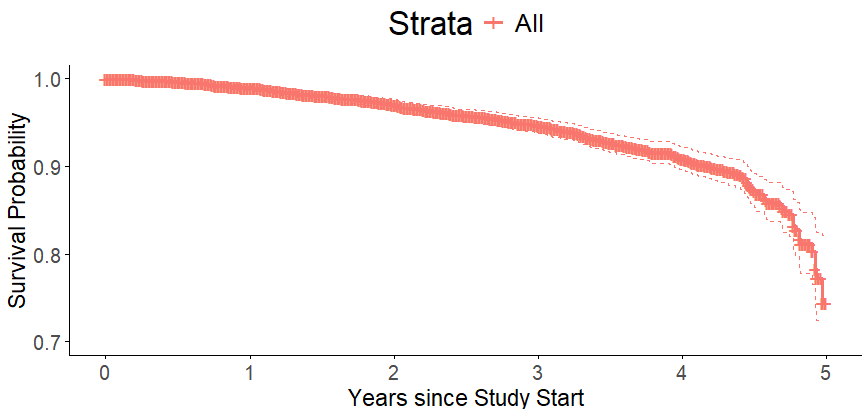 Strata All
1.0
0.9
0.8
0.7
Survival Probability
0 1 2 3 4 5
Years since Study Start